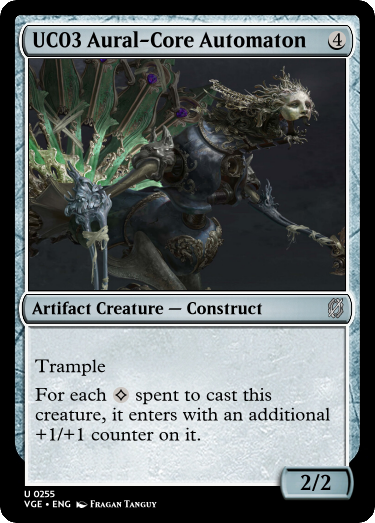 UC03 Aural-Core Automaton 4
Artifact Creature — Construct
Trample
For each ◇ spent to cast this
creature, it enters with an additional
+1/+1 counter on it.
2/2
U 0255
VGE • ENG Fragan Tanguy